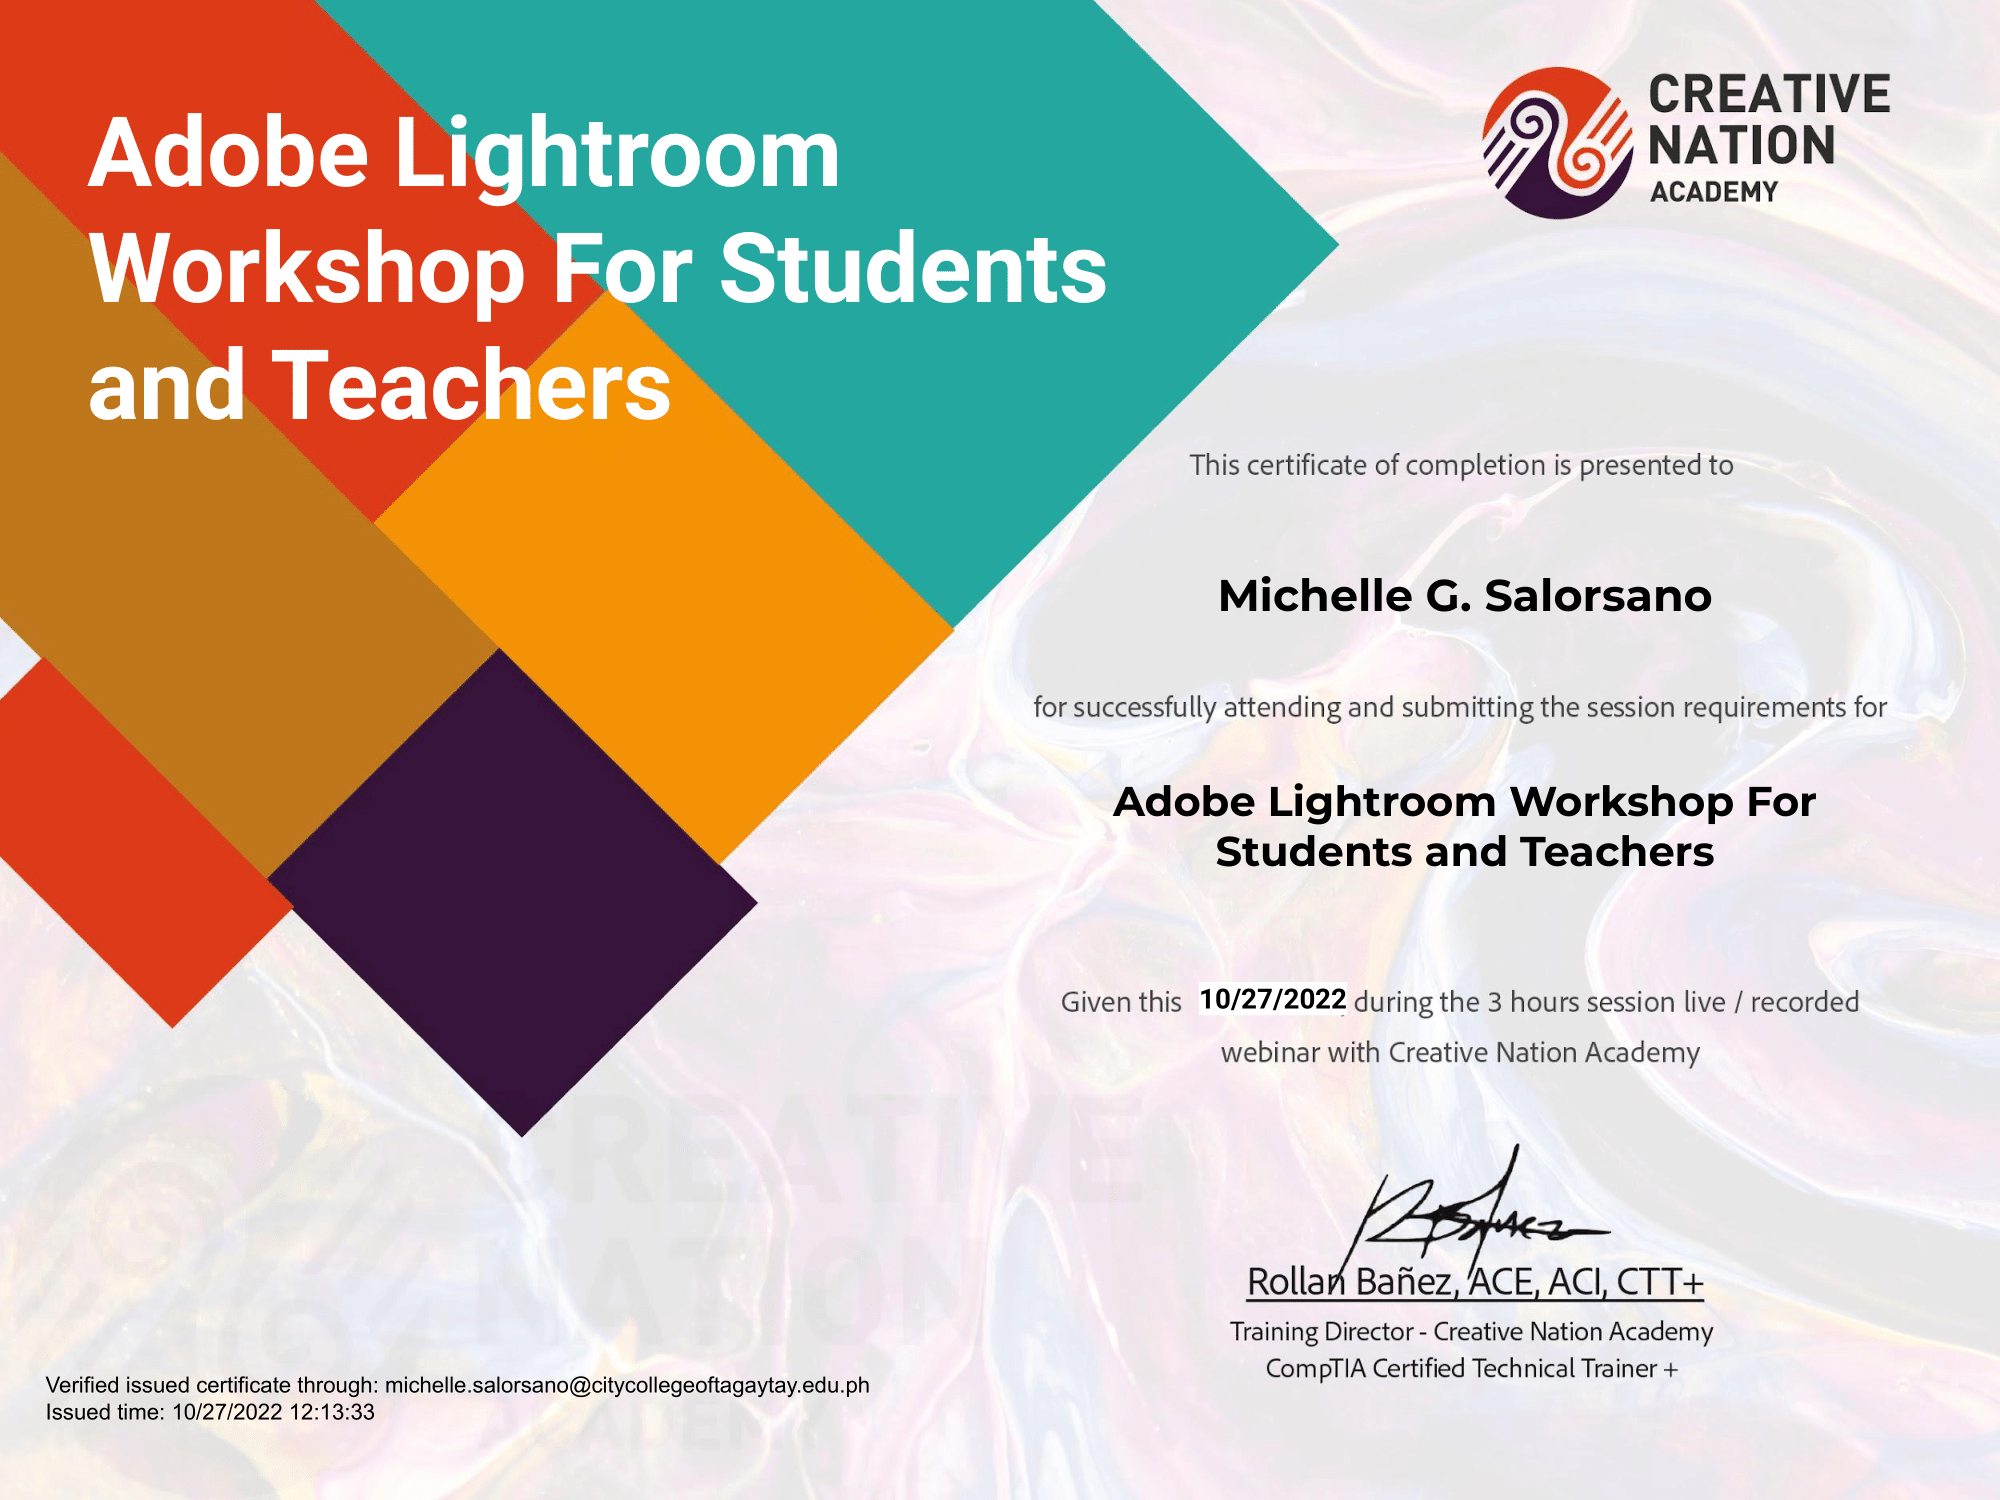 Adobe Lightroom
Workshop For Students
and Teachers
CREATIVE
NATION
ACADEMY
This certificate of completion is presented to
Michelle G. Salorsano
for successfully attending and submitting the session requirements for
Adobe Lightroom Workshop For
Students and Teachers
Given this 10/27/2022 during the 3 hours session live / recorded
webinar with Creative Nation Academy
Rollan Bañez, ACE, ACI, CTT+
Training Director - Creative Nation Academy
CompTIA Certified Technical Trainer +
CREATIVE
NATION
ACADEMY
Verified issued certificate through: michelle.salorsano@citycollegeoftagaytay.edu.ph
Issued time: 10/27/2022 12:13:33